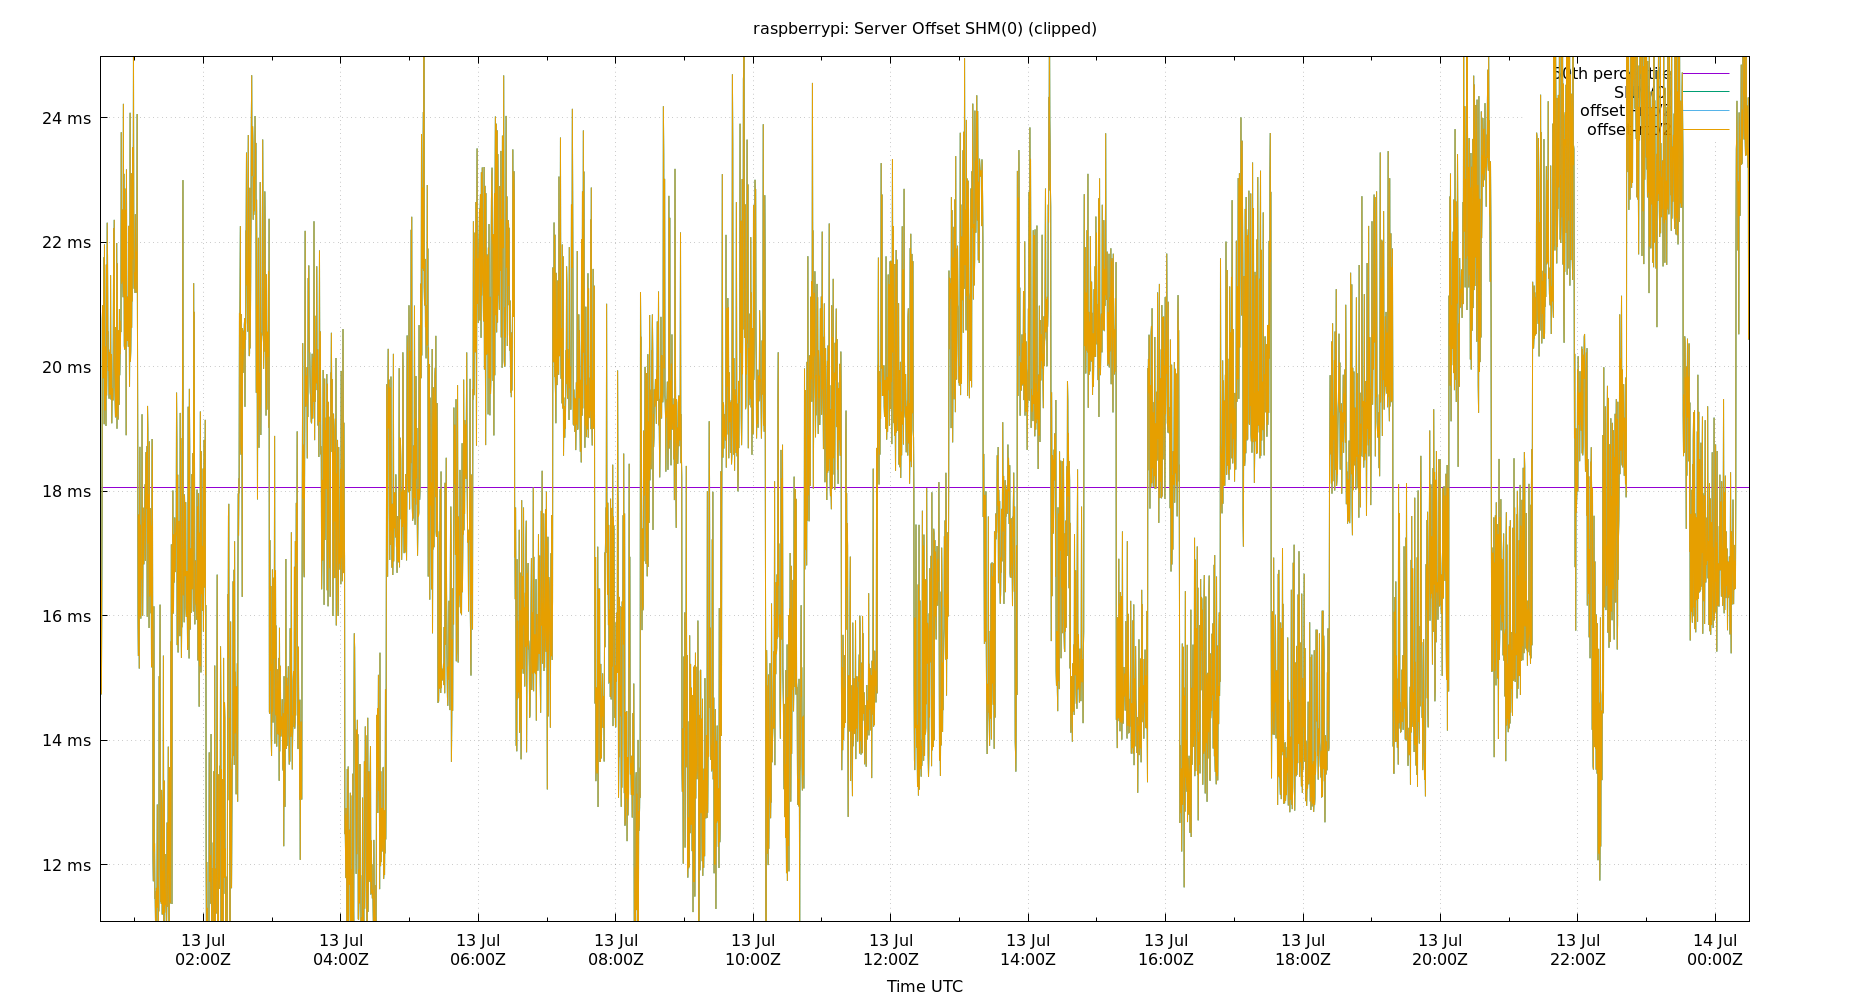 raspberrypi: Server Offset SHM(0) (clipped)
24 ms
22 ms
20 ms
18 ms
16 ms
14 ms
12 ms
13 Jul 02:00Z
13 Jul 04:00Z
13 Jul 06:00Z
13 Jul 08:00Z
13 Jul 10:00Z
13 Jul 12:00Z
13 Jul 14:00Z
13 Jul 16:00Z
13 Jul 18:00Z
13 Jul 20:00Z
13 Jul 22:00Z
14 Jul 00:00Z
Time UTC